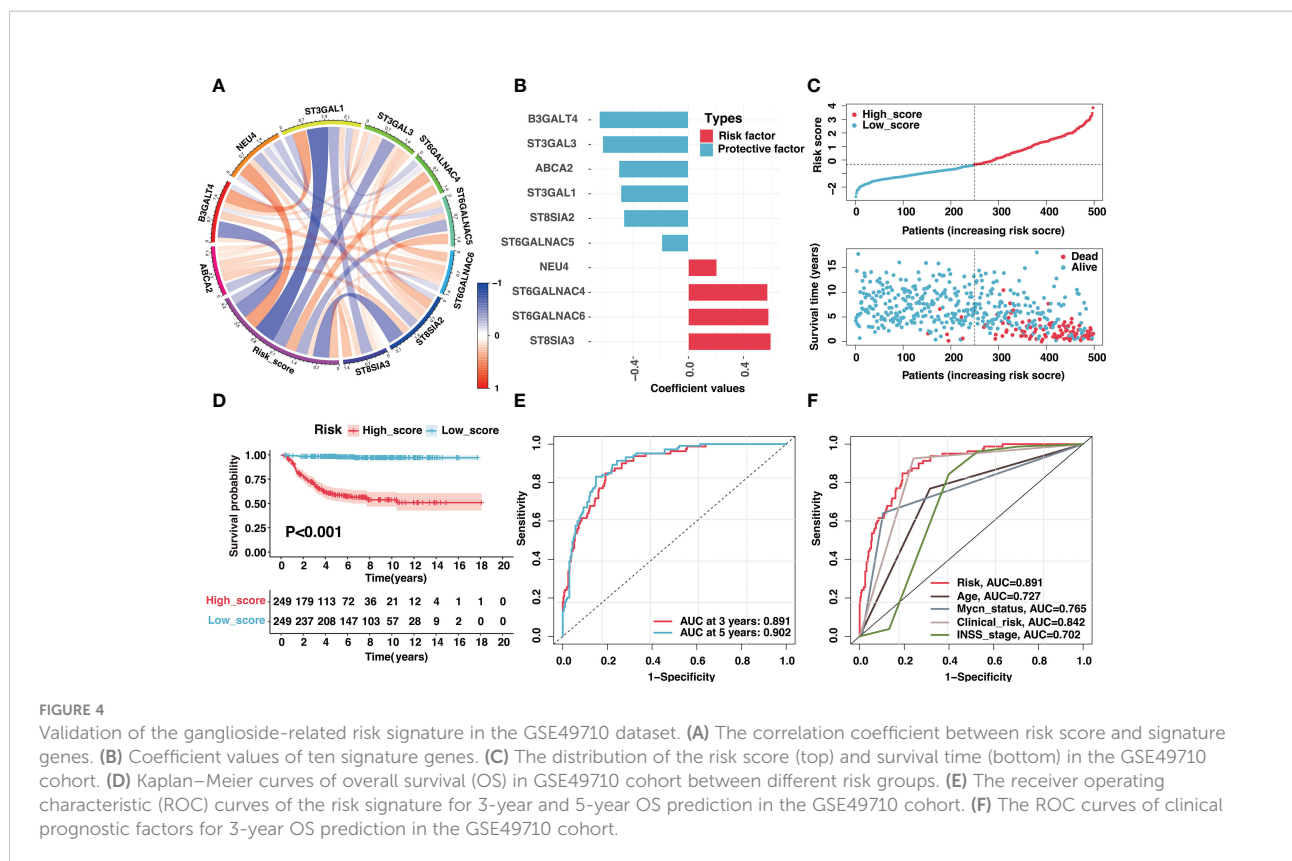 A
ST3GAL1
ST3GAL3
ST6GALNAC4
ST6GALNAC5
ST6GALNAC6
ST8SIA2
ST8SIA3
Risk_score
ABCA2
B3GALT4
NEU4
−1
−0
0
1
B
B3GALT4
ST3GAL3
ABCA2
ST3GAL1
ST8SIA2
ST6GALNAC5
NEU4
ST6GALNAC4
ST6GALNAC6
ST8SIA3
Types
Risk factor
Protective factor
−0.4 0.0 0.4
Coefficient values
C
High_score
Low_score
Risk score
4
3
2
1
0
−2
0 100 200 300 400 500
Patients (increasing risk socre)
Dead
Alive
Survival time (years)
15
10
5
0
0 100 200 300 400 500
Patients (increasing risk socre)
D
Risk High_score Low_score
Survival probability
1.00
0.75
0.50
0.25
0.00
P<0.001
0 2 4 6 8 10 12 14 16 18 20
Time(years)
High_score 249 179 113 72 36 21 12 4 1 1 0
Low_score 249 237 208 147 103 57 28 9 2 0 0
0 2 4 6 8 10 12 14 16 18 20
Time(years)
E
Sensitivity
1.0
0.8
0.6
0.4
0.2
0.0
AUC at 3 years: 0.891
AUC at 5 years: 0.902
0.0 0.2 0.4 0.6 0.8 1.0
1−Specificity
F
Sensitivity
1.0
0.8
0.6
0.4
0.2
0.0
Risk, AUC=0.891
Age, AUC=0.727
Mycn_status, AUC=0.765
Clinical_risk, AUC=0.842
INSS_stage, AUC=0.702
0.0 0.2 0.4 0.6 0.8 1.0
1−Specificity
FIGURE 4
Validation of the ganglioside-related risk signature in the GSE49710 dataset. (A) The correlation coefficient between risk score and signature
genes. (B) Coefficient values of ten signature genes. (C) The distribution of the risk score (top) and survival time (bottom) in the GSE49710
cohort. (D) Kaplan–Meier curves of overall survival (OS) in GSE49710 cohort between different risk groups. (E) The receiver operating
characteristic (ROC) curves of the risk signature for 3-year and 5-year OS prediction in the GSE49710 cohort. (F) The ROC curves of clinical
prognostic factors for 3-year OS prediction in the GSE49710 cohort.